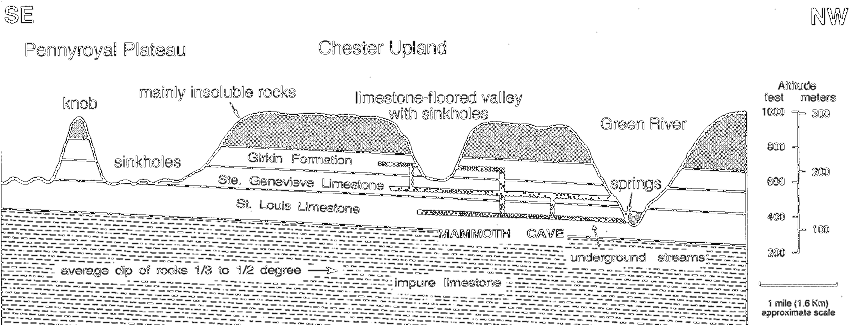 SE
NW
Pennyroyal Plateau
Chester Upland
knob
mainly insoluble rocks
limestone-floored valley
with sinkholes
Green River
Altitude
feet meters
1000 300
800
200
600
400
100
200
sinkholes
Girkin Formation
Ste. Genevieve Limestone
St. Louis Limestone
springs
MAMMOTH CAVE
underground streams
average dip of rocks 1/3 to 1/2 degree
impure limestone
1 mile (1.6 Km)
approximate scale